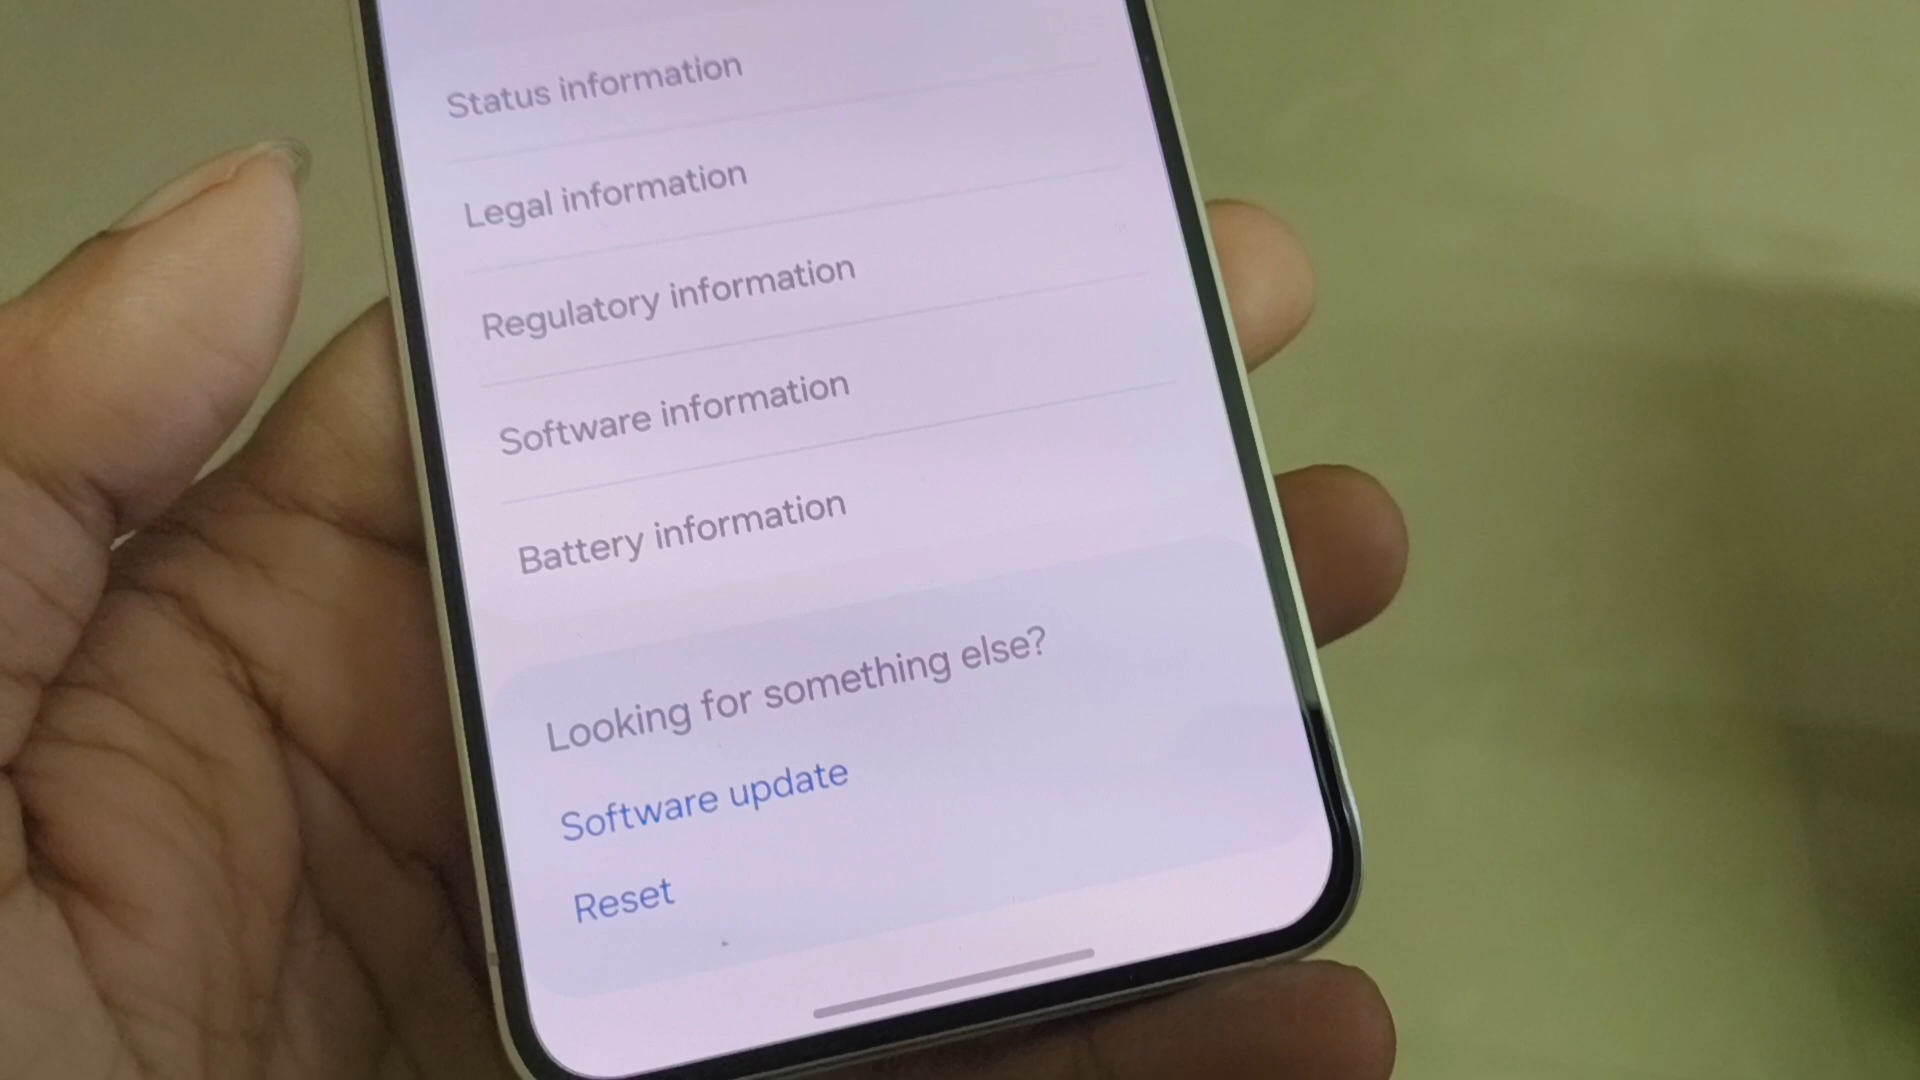 Status information
Legal information
Regulatory information
Software information
Battery information
Looking for something else?
Software update
Reset